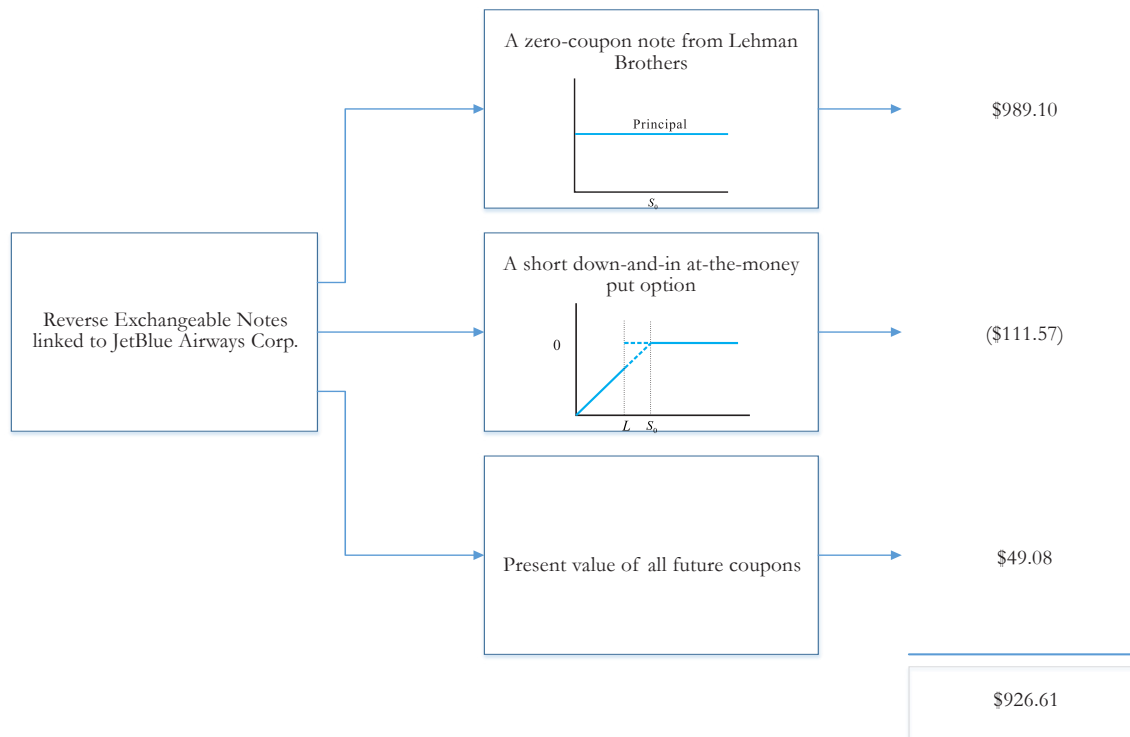 A zero-coupon note from Lehman
Brothers
Principal
S₀
$989.10
Reverse Exchangeable Notes
linked to JetBlue Airways Corp.
A short down-and-in at-the-money
put option
0
L S₀
($111.57)
Present value of all future coupons
$49.08
$926.61